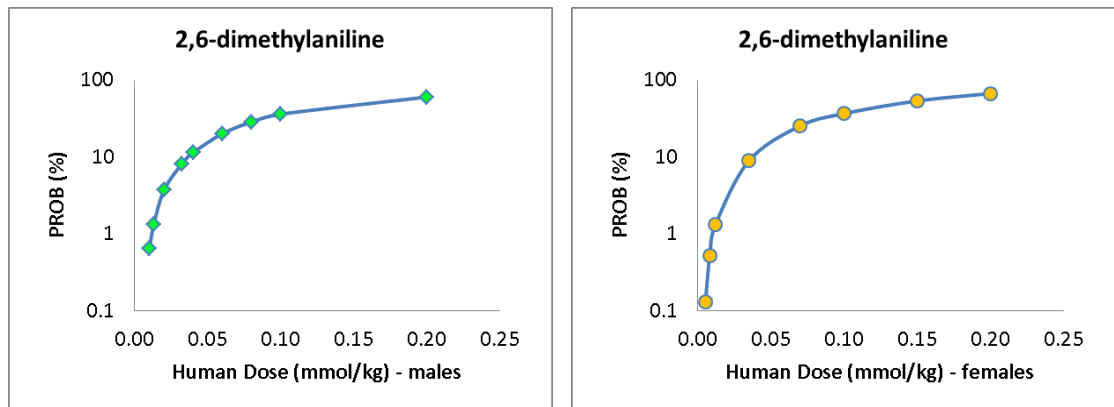 2,6-dimethylaniline
100
10
1
0.1
PROB (%)
0.00 0.05 0.10 0.15 0.20 0.25
Human Dose (mmol/kg) - males
2,6-dimethylaniline
100
10
1
0.1
PROB (%)
0.00 0.05 0.10 0.15 0.20 0.25
Human Dose (mmol/kg) - females